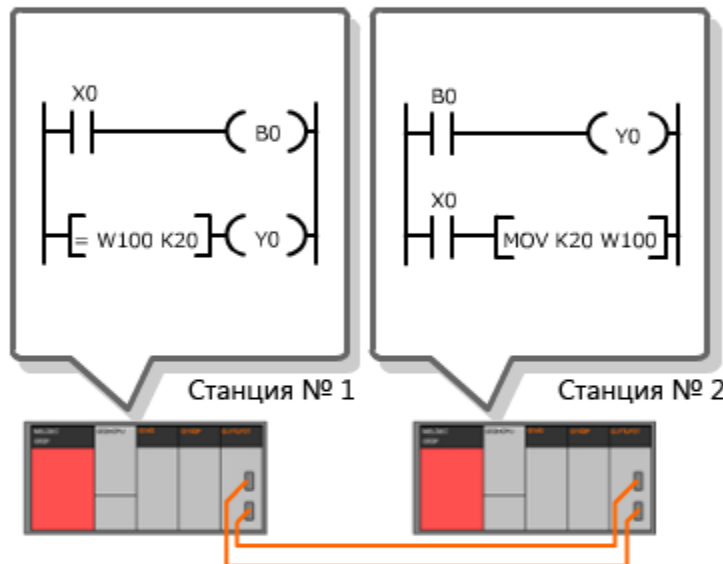 X0
B0
= W100 K20
Y0
B0
Y0
X0
MOV K20 W100
Станция № 1
Станция № 2